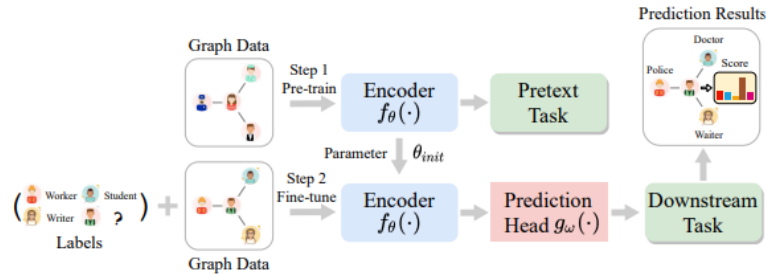 Prediction Results
Graph Data
Doctor
Step 1
Pre-train
Encoder
fθ(·)
Pretext
Task
Police
Score
Waiter
Parameter
θinit
Step 2
Fine-tune
Encoder
fθ(·)
Prediction
Head gω(·)
Downstream
Task
( Worker Student )
+
Writer ?
Labels
Graph Data